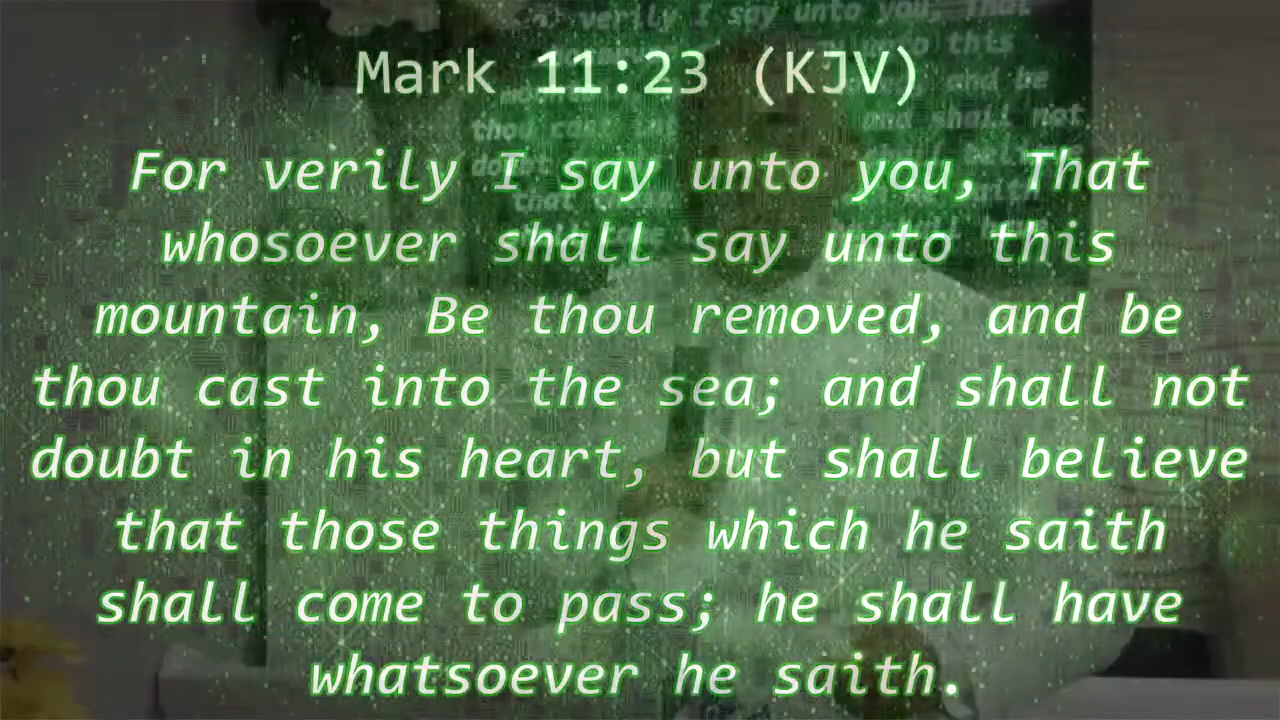 Mark 11:23 (KJV)
For verily I say unto you, That
whosoever shall say unto this
mountain, Be thou removed, and be
thou cast into the sea; and shall not
doubt in his heart, but shall believe
that those things which he saith
shall come to pass; he shall have
whatsoever he saith.